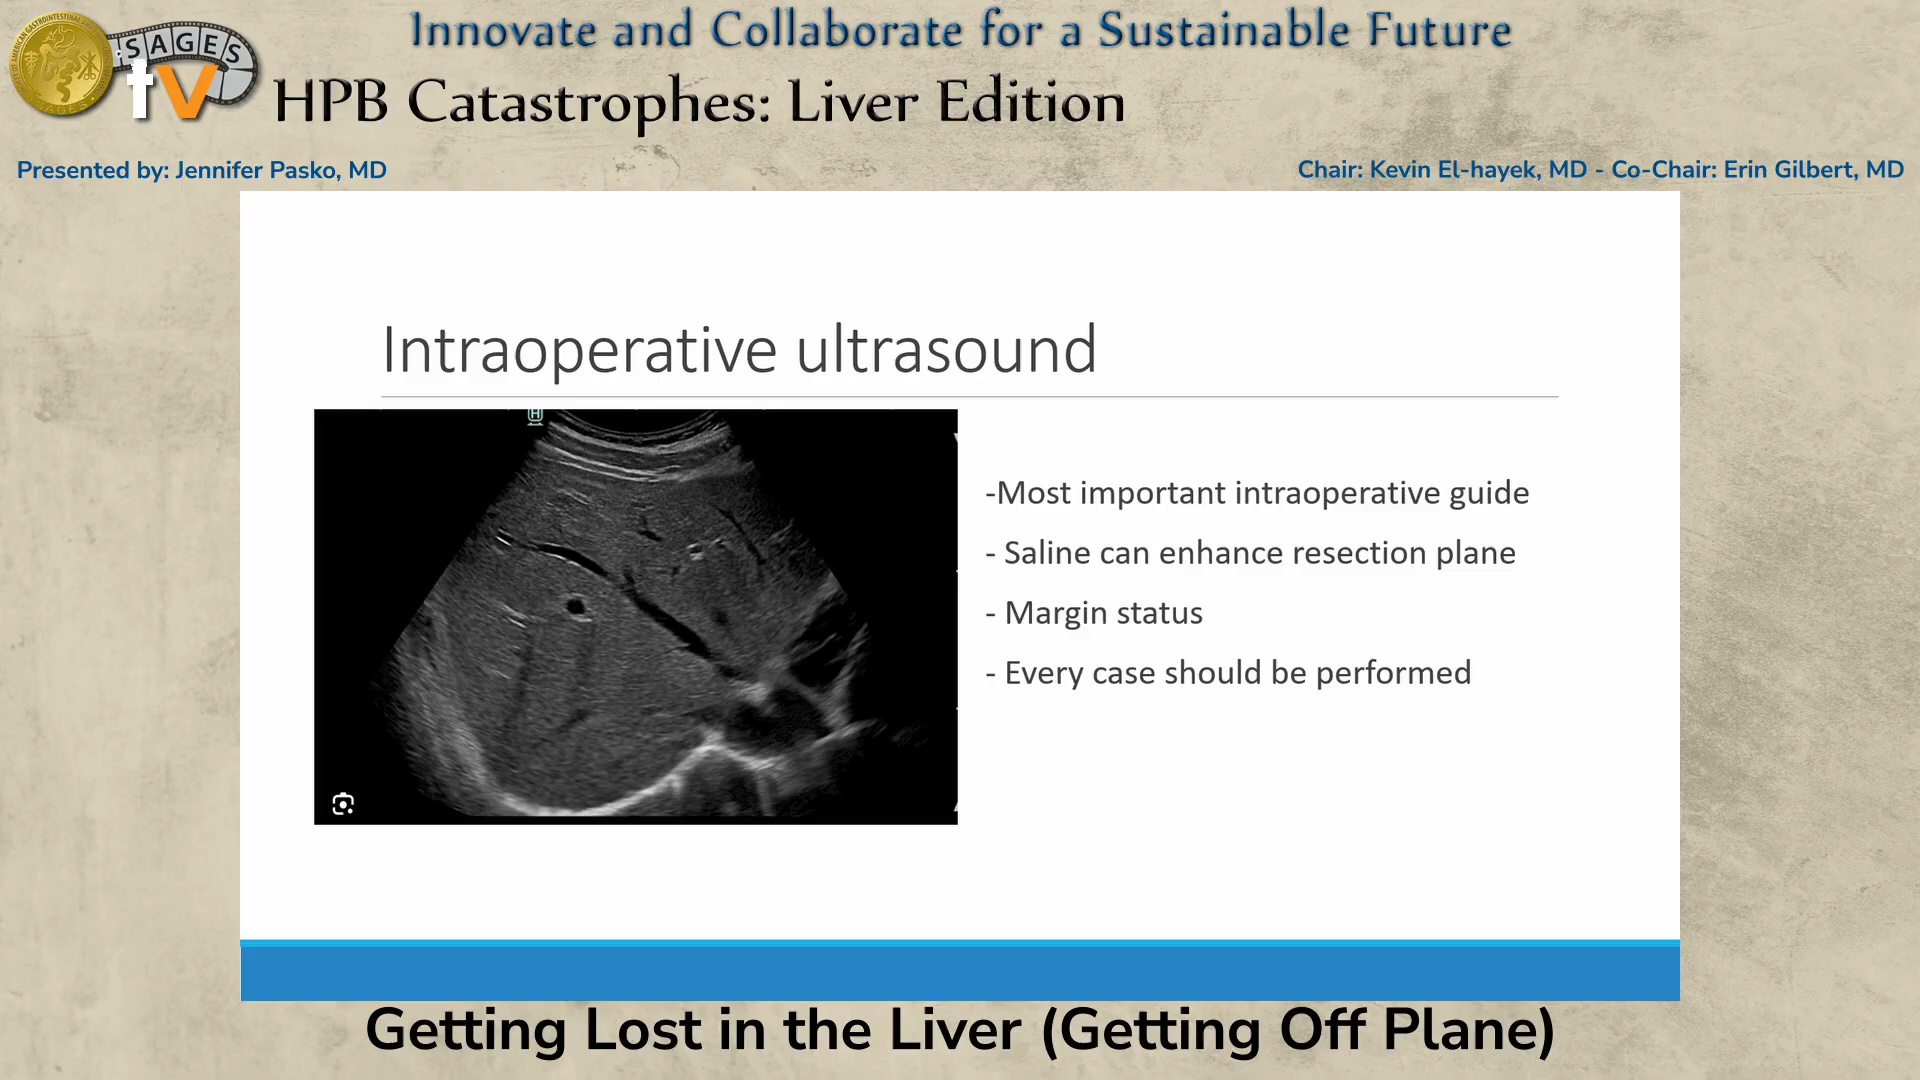 Innovate and Collaborate for a Sustainable Future
SAGES
tv
HPB Catastrophes: Liver Edition
Presented by: Jennifer Pasko, MD
Chair: Kevin El-hayek, MD - Co-Chair: Erin Gilbert, MD
Intraoperative ultrasound
H
-Most important intraoperative guide
- Saline can enhance resection plane
- Margin status
- Every case should be performed
Getting Lost in the Liver (Getting Off Plane)